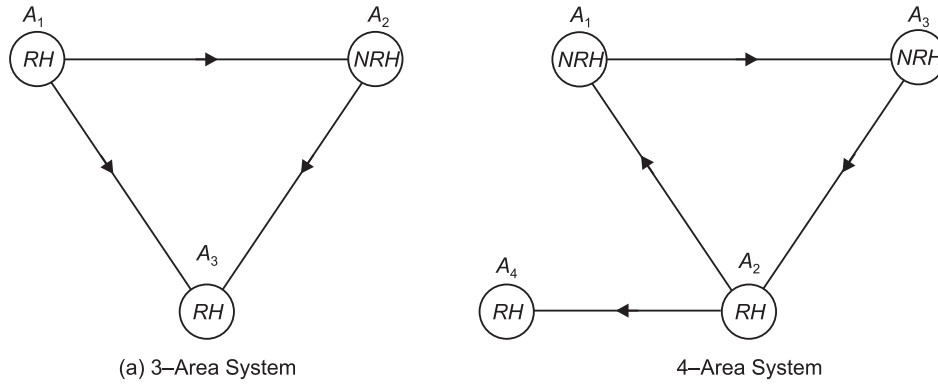 A₁
A₂
RH
NRH
A₃
RH
(a) 3–Area System
A₁
A₃
NRH
NRH
A₄
A₂
RH
RH
4–Area System